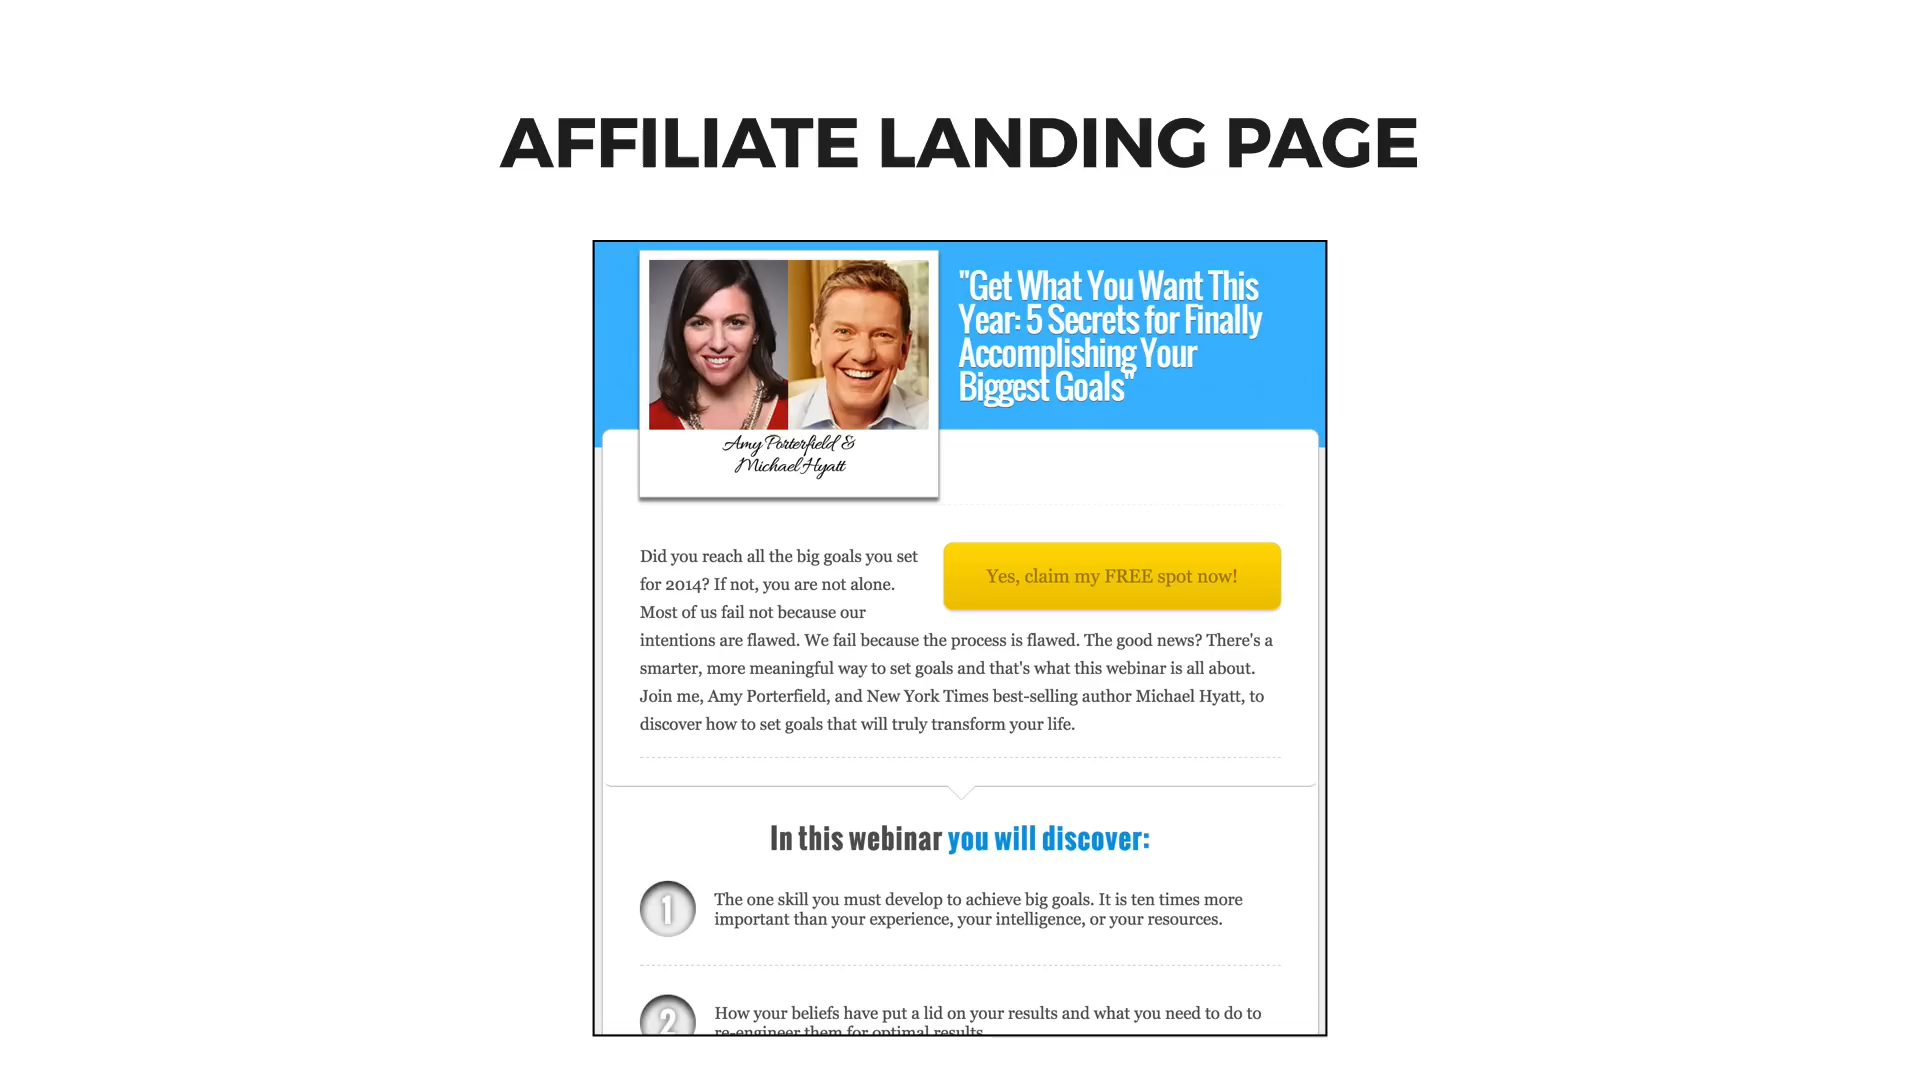 AFFILIATE LANDING PAGE
"Get What You Want This
Year: 5 Secrets for Finally
Accomplishing Your
Biggest Goals"
Amy Porterfield &
Michael Hyatt
Yes, claim my FREE spot now!
Did you reach all the big goals you set
for 2014? If not, you are not alone.
Most of us fail not because our
intentions are flawed. We fail because the process is flawed. The good news? There's a
smarter, more meaningful way to set goals and that's what this webinar is all about.
Join me, Amy Porterfield, and New York Times best-selling author Michael Hyatt, to
discover how to set goals that will truly transform your life.
In this webinar you will discover:
1
The one skill you must develop to achieve big goals. It is ten times more
important than your experience, your intelligence, or your resources.
2
How your beliefs have put a lid on your results and what you need to do to
re-engineer them for optimal results